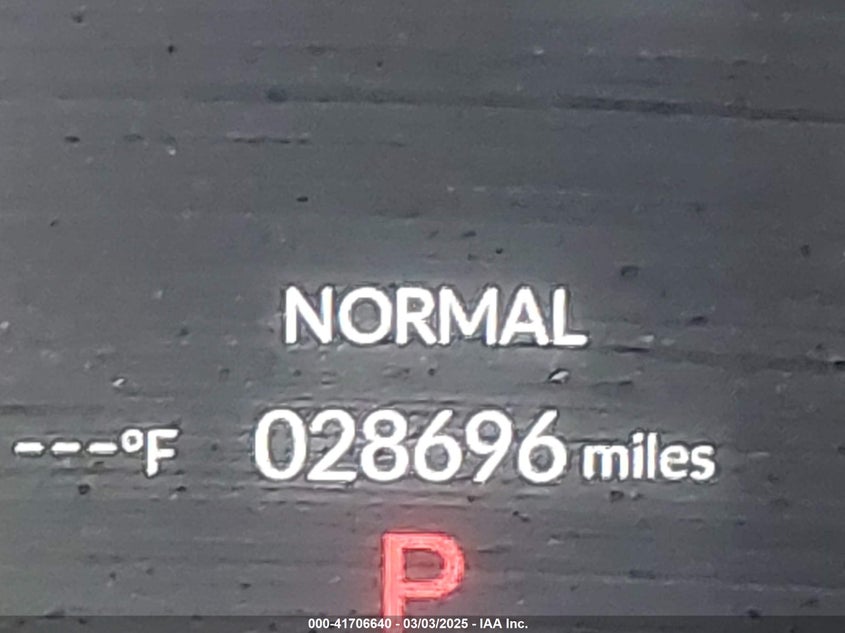 NORMAL
---°F 028696 miles
P
000-41706640 - 03/03/2025 - IAA Inc.